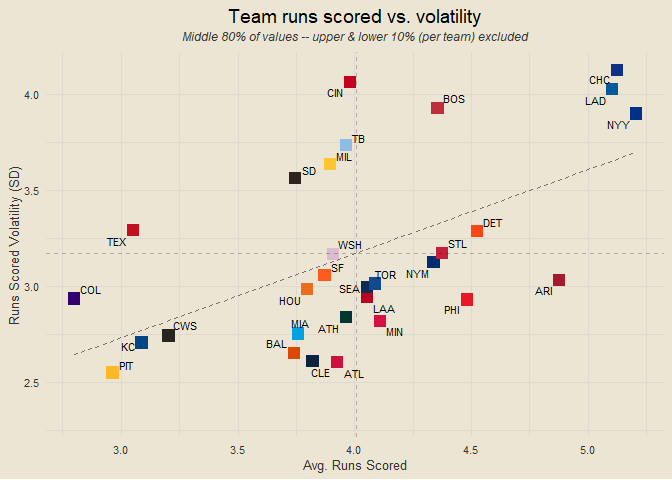 Team runs scored vs. volatility
Middle 80% of values -- upper & lower 10% (per team) excluded
CHC
LAD
CIN
BOS
4.0
NYY
TB
MIL
SD
3.5
TEX
DET
WSH
STL
SF
TOR
NYM
SEA
ARI
COL
HOU
3.0
LAA
PHI
MIA
ATH
MIN
CWS
KC
BAL
PIT
CLE
ATL
2.5
Runs Scored Volatility (SD)
3.0 3.5 4.0 4.5 5.0
Avg. Runs Scored